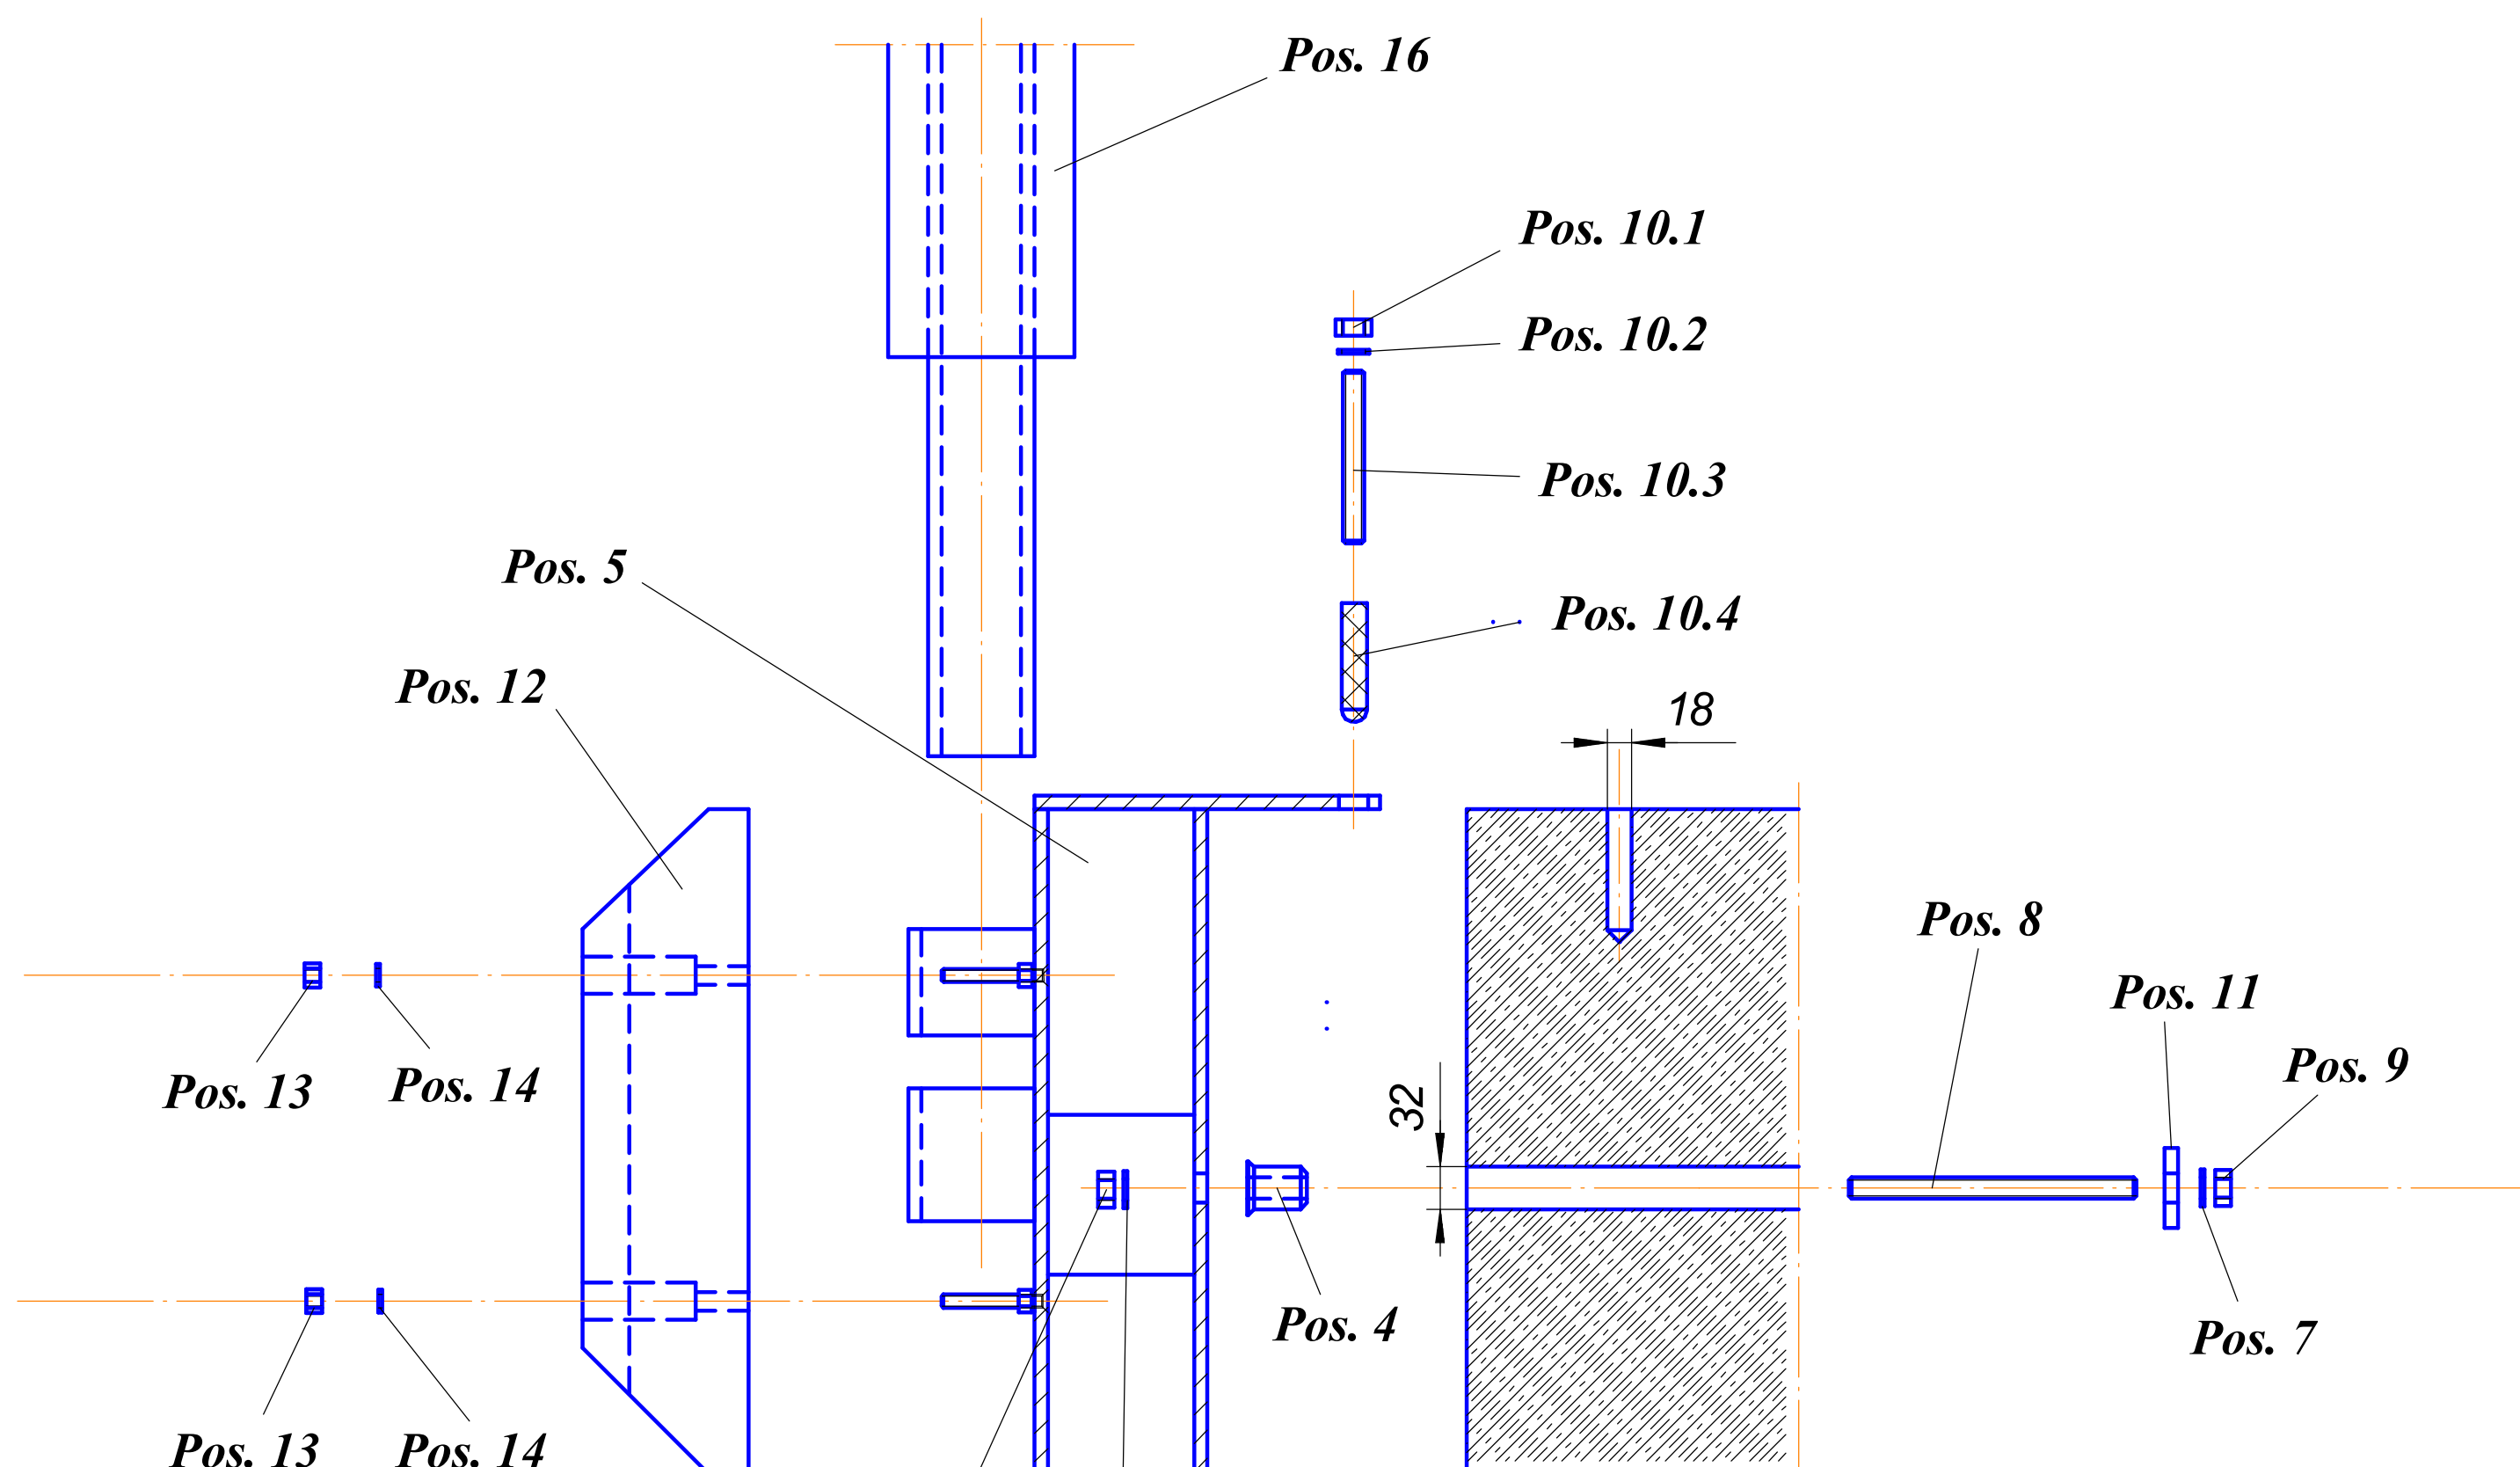 Pos. 16
Pos. 10.1
Pos. 10.2
Pos. 10.3
Pos. 5
Pos. 10.4
Pos. 12
18
Pos. 8
Pos. 11
Pos. 9
Pos. 13
Pos. 14
32
Pos. 4
Pos. 7
Pos. 13
Pos. 14